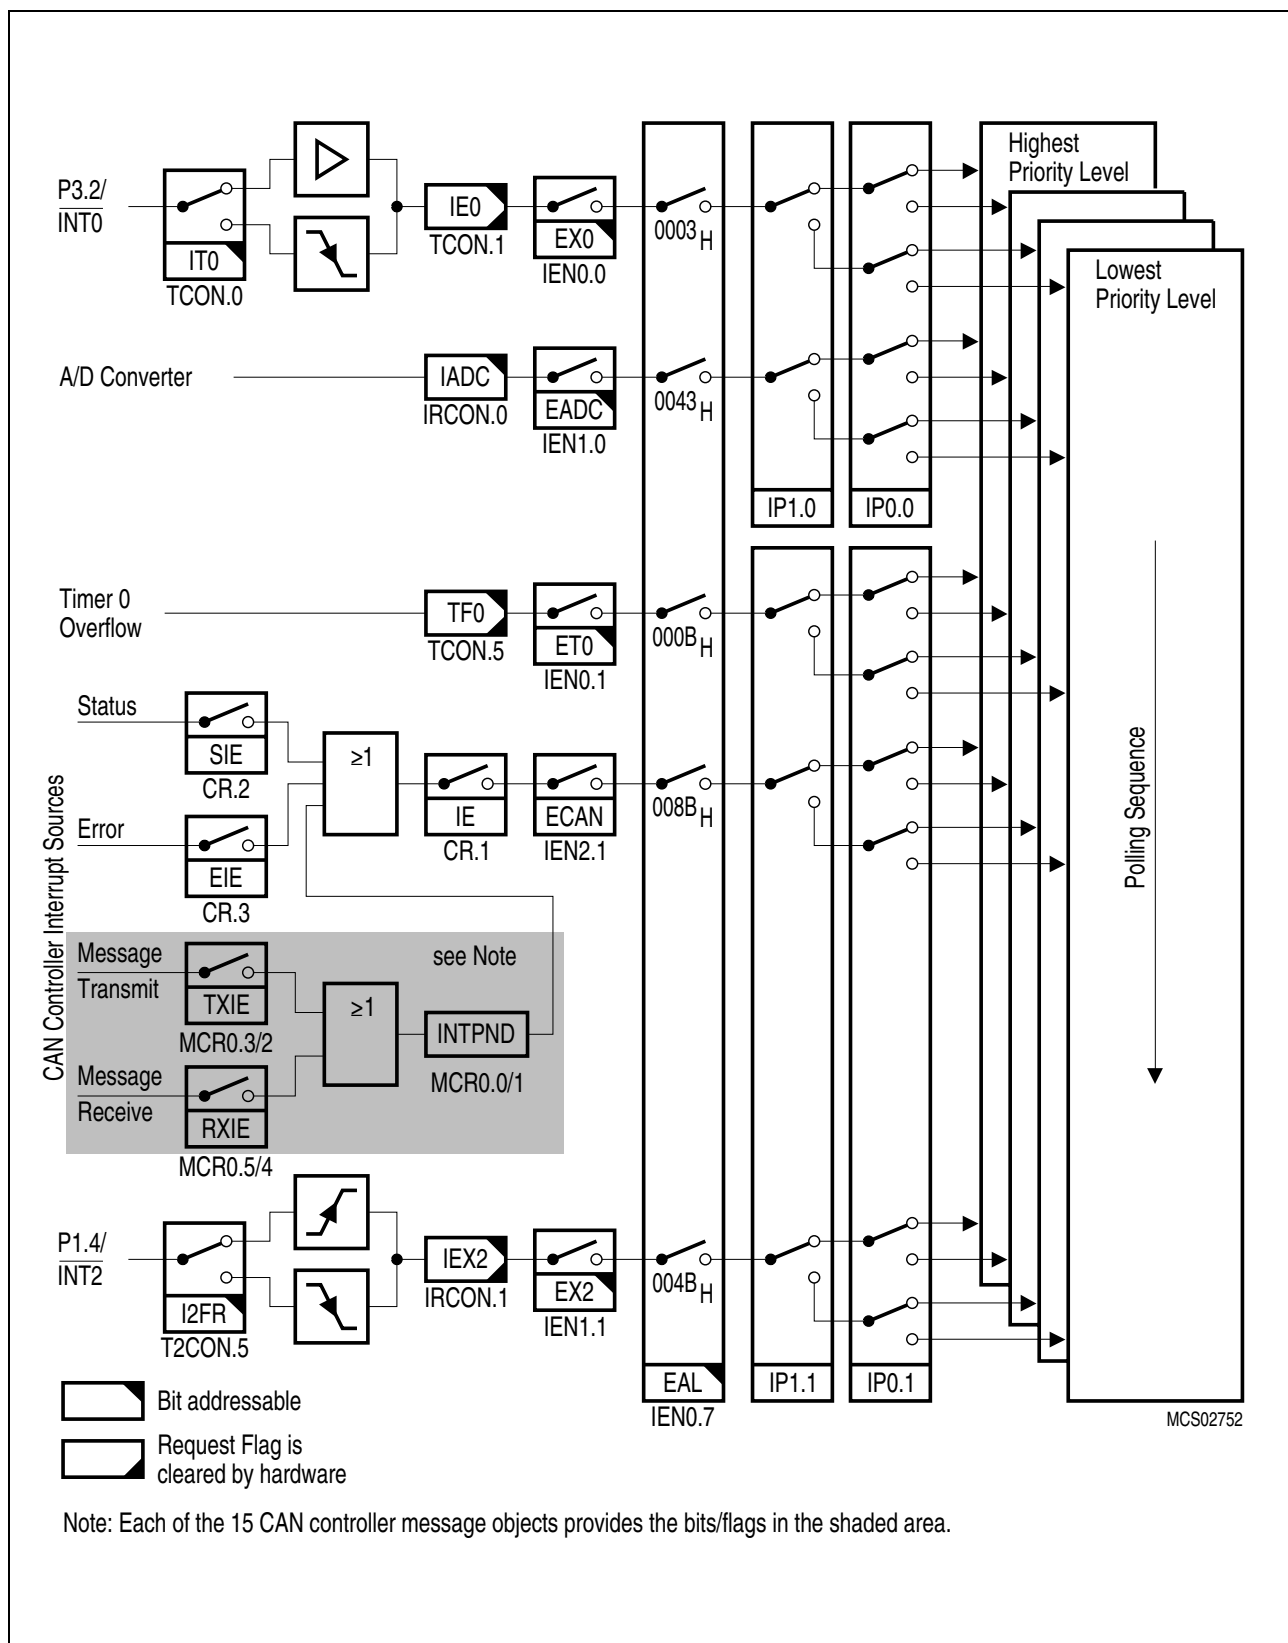 Highest
Priority Level
P3.2/
INT0
IT0
TCON.0
IE0
TCON.1
EX0
IEN0.0
0003 H
Lowest
Priority Level
A/D Converter
IADC
IRCON.0
EADC
IEN1.0
0043 H
IP1.0
IP0.0
Timer 0
Overflow
TF0
TCON.5
ET0
IEN0.1
000B H
CAN Controller Interrupt Sources
Status
SIE
CR.2
≥1
IE
CR.1
ECAN
IEN2.1
008B H
Error
EIE
CR.3
Polling Sequence
Message
Transmit
TXIE
MCR0.3/2
see Note
≥1
INTPND
MCR0.0/1
Message
Receive
RXIE
MCR0.5/4
P1.4/
INT2
I2FR
T2CON.5
IEX2
IRCON.1
EX2
IEN1.1
004B H
EAL
IEN0.7
IP1.1
IP0.1
MCS02752
Bit addressable
Request Flag is
cleared by hardware
Note: Each of the 15 CAN controller message objects provides the bits/flags in the shaded area.